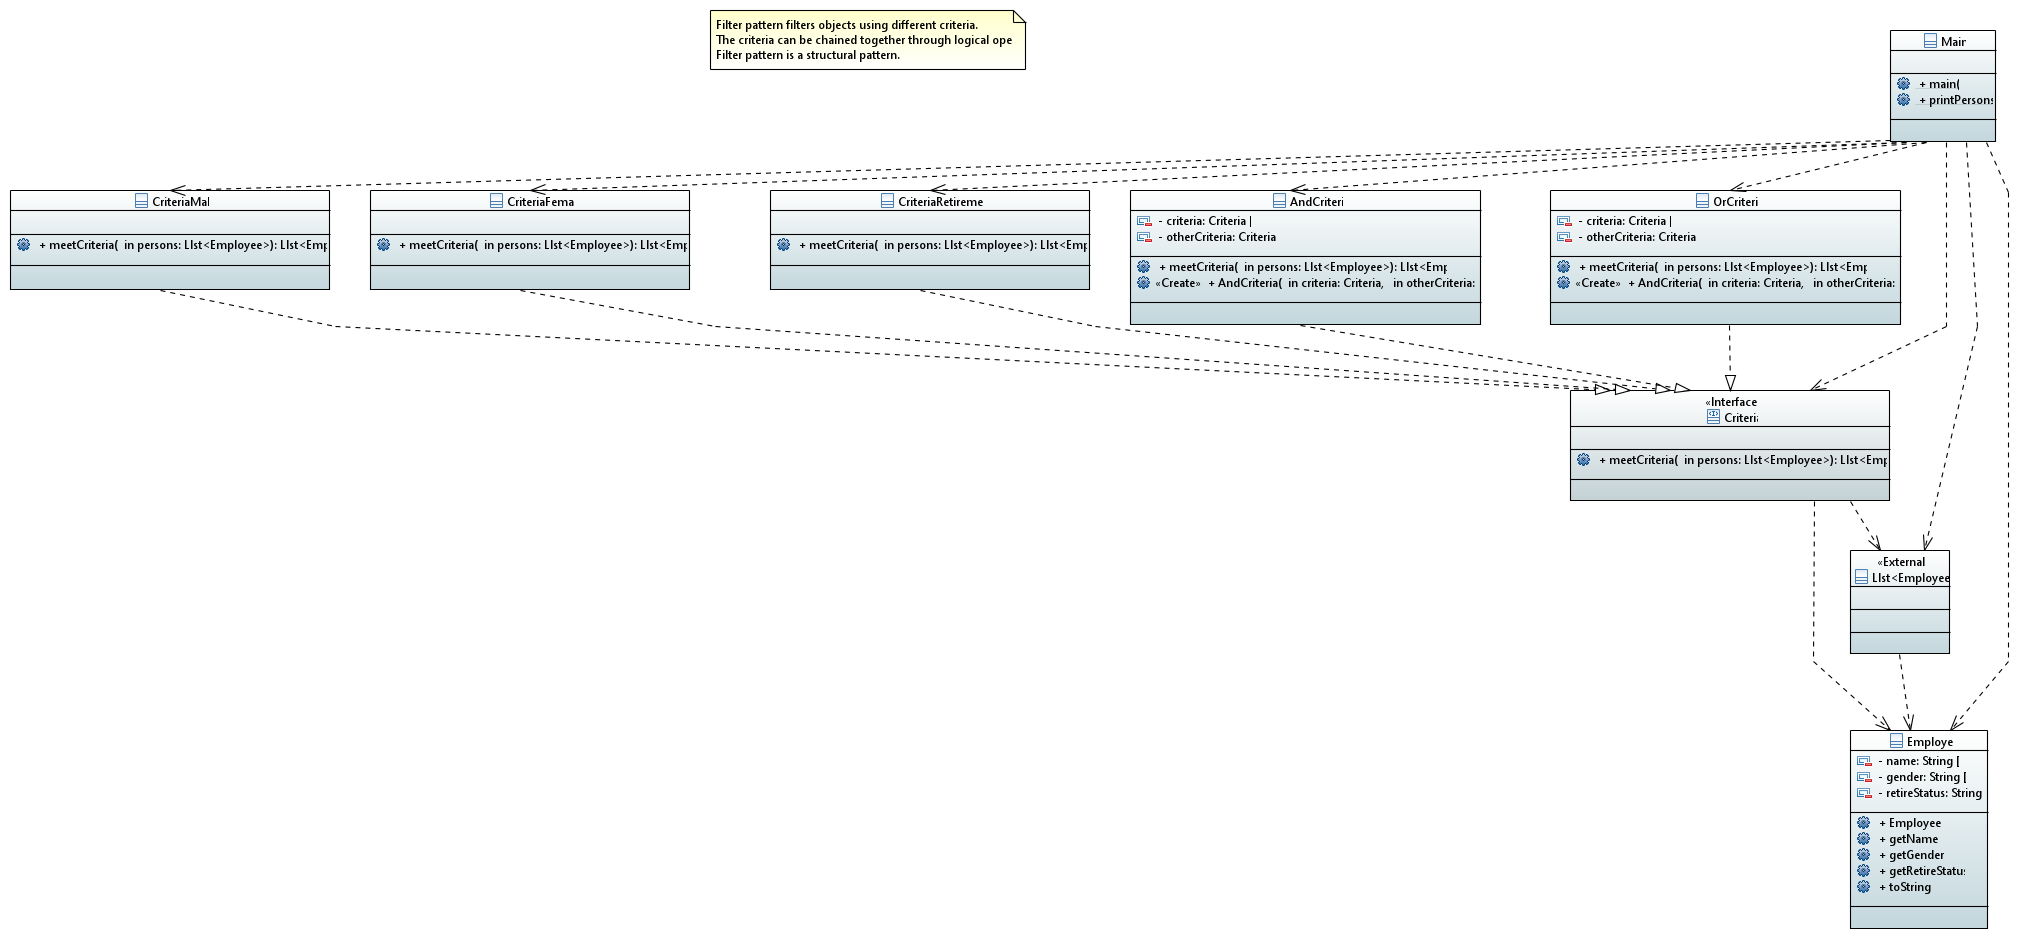 Filter pattern filters objects using different criteria.
The criteria can be chained together through logical ope
Filter pattern is a structural pattern.
Main
+ main(
+ printPersons
CriteriaMal
+ meetCriteria(  in persons: LIst<Employee>): LIst<Emp
CriteriaFema
+ meetCriteria(  in persons: LIst<Employee>): LIst<Emp
CriteriaRetireme
+ meetCriteria(  in persons: LIst<Employee>): LIst<Emp
AndCriteri
- criteria: Criteria [
- otherCriteria: Criteria
+ meetCriteria(  in persons: LIst<Employee>): LIst<Emp
«Create»  + AndCriteria(  in criteria: Criteria,   in otherCriteria:
OrCriteri
- criteria: Criteria [
- otherCriteria: Criteria
+ meetCriteria(  in persons: LIst<Employee>): LIst<Emp
«Create»  + AndCriteria(  in criteria: Criteria,   in otherCriteria:
«Interface
Criteria
+ meetCriteria(  in persons: LIst<Employee>): LIst<Emp
«External
LIst<Employee
Employe
- name: String [
- gender: String [
- retireStatus: String
+ Employee
+ getName
+ getGender
+ getRetireStatus
+ toString